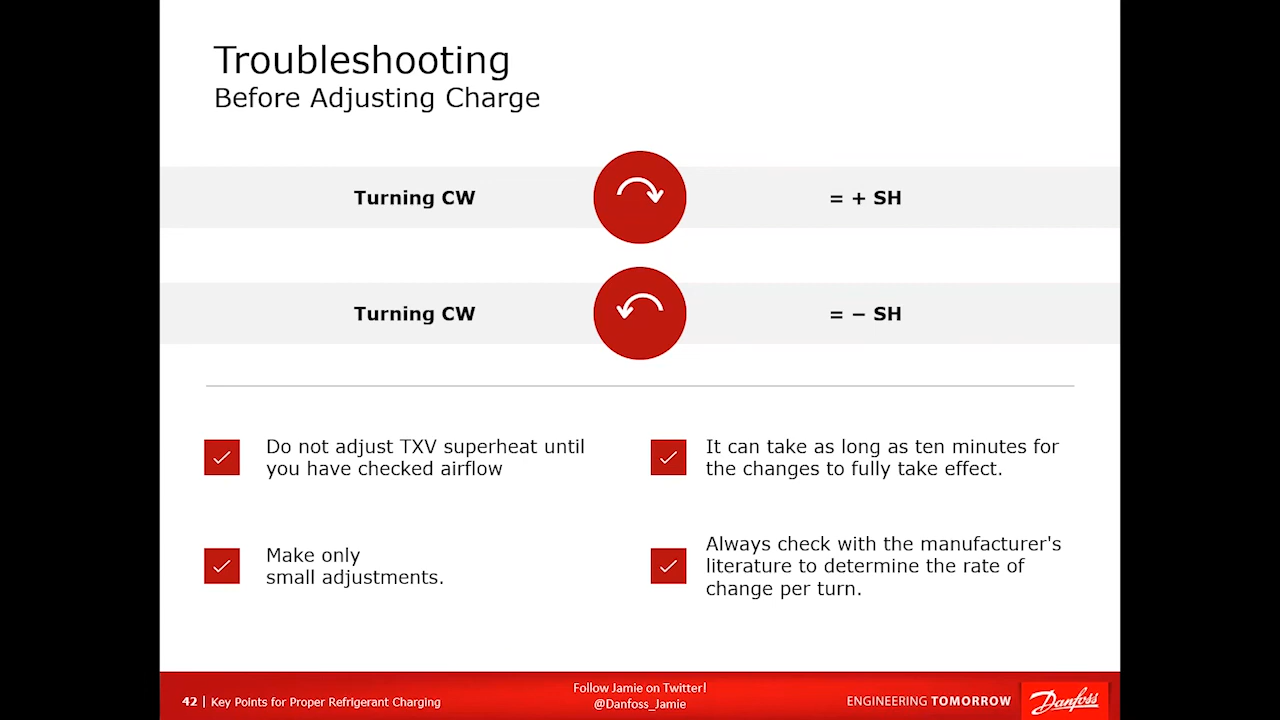 Troubleshooting
Before Adjusting Charge
Turning CW
= + SH
Turning CW
= − SH
Do not adjust TXV superheat until
you have checked airflow
It can take as long as ten minutes for
the changes to fully take effect.
Make only
small adjustments.
Always check with the manufacturer's
literature to determine the rate of
change per turn.
42 | Key Points for Proper Refrigerant Charging
Follow Jamie on Twitter!
@Danfoss_Jamie
ENGINEERING TOMORROW
Danfoss